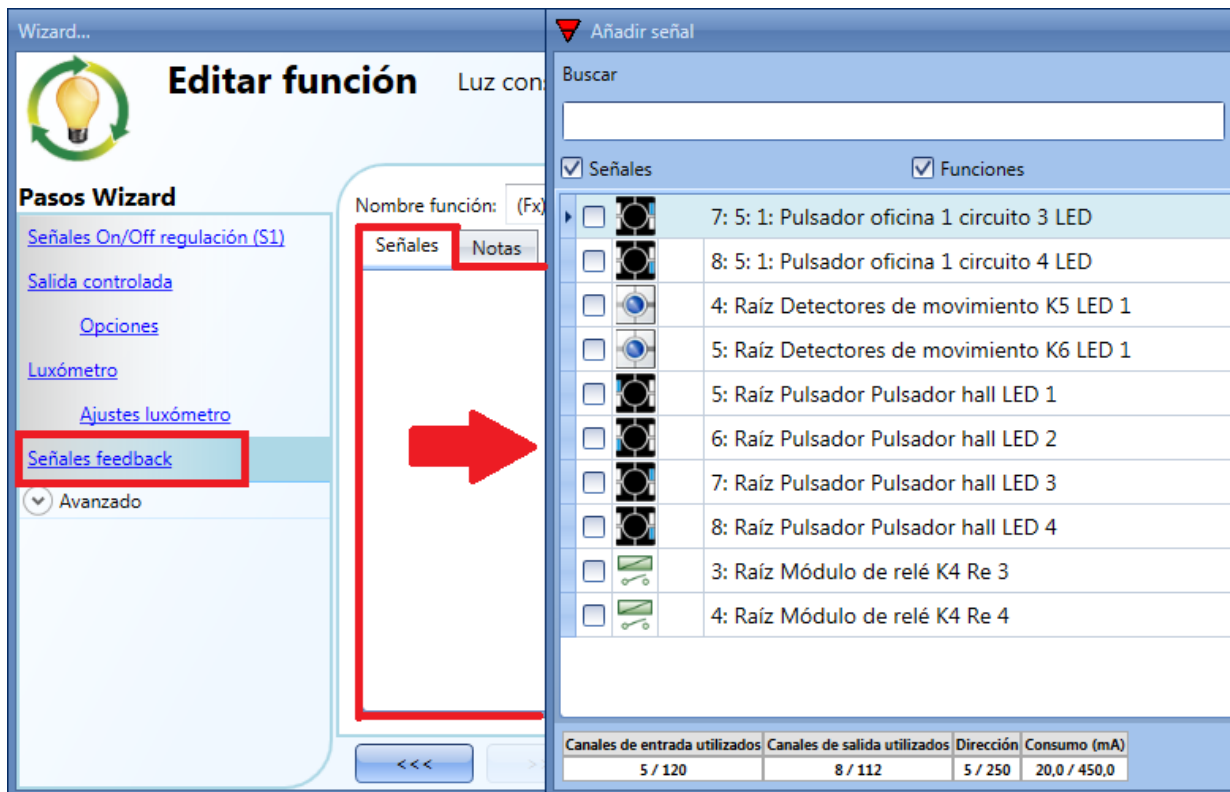 Wizard...
Editar función
Luz con
Pasos Wizard
Señales On/Off regulación (S1)
Salida controlada
Opciones
Luxómetro
Ajustes luxómetro
Señales feedback
Avanzado
Nombre función: (Fx)
Señales Notas
<<<
Añadir señal
Buscar
Señales Funciones
7: 5: 1: Pulsador oficina 1 circuito 3 LED
8: 5: 1: Pulsador oficina 1 circuito 4 LED
4: Raíz Detectores de movimiento K5 LED 1
5: Raíz Detectores de movimiento K6 LED 1
5: Raíz Pulsador Pulsador hall LED 1
6: Raíz Pulsador Pulsador hall LED 2
7: Raíz Pulsador Pulsador hall LED 3
8: Raíz Pulsador Pulsador hall LED 4
3: Raíz Módulo de relé K4 Re 3
4: Raíz Módulo de relé K4 Re 4
Canales de entrada utilizados Canales de salida utilizados Dirección Consumo (mA)
5 / 120 8 / 112 5 / 250 20,0 / 450,0